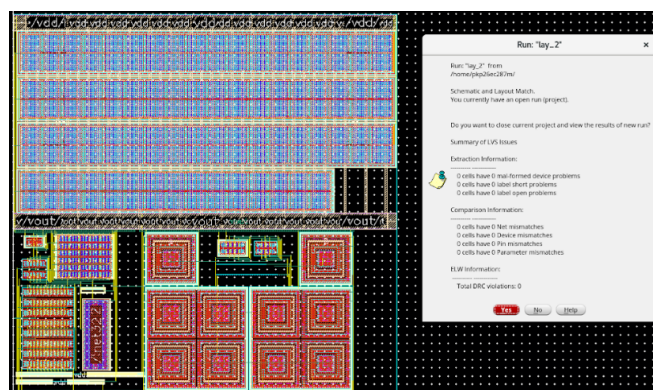 /vdd/
Run: "lay_2"
Run: "lay_2" from
/home/pkp26ec287m/
Schematic and Layout Match.
You currently have an open run (project).
Do you want to close current project and view the results of new run?
Summary of LVS Issues
Extraction Information:
0 cells have 0 mal-formed device problems
0 cells have 0 label short problems
0 cells have 0 label open problems
Comparison Information:
0 cells have 0 Net mismatches
0 cells have 0 Device mismatches
0 cells have 0 Pin mismatches
0 cells have 0 Parameter mismatches
ELW Information:
Total DRC violations: 0
Yes No Help
/vout/